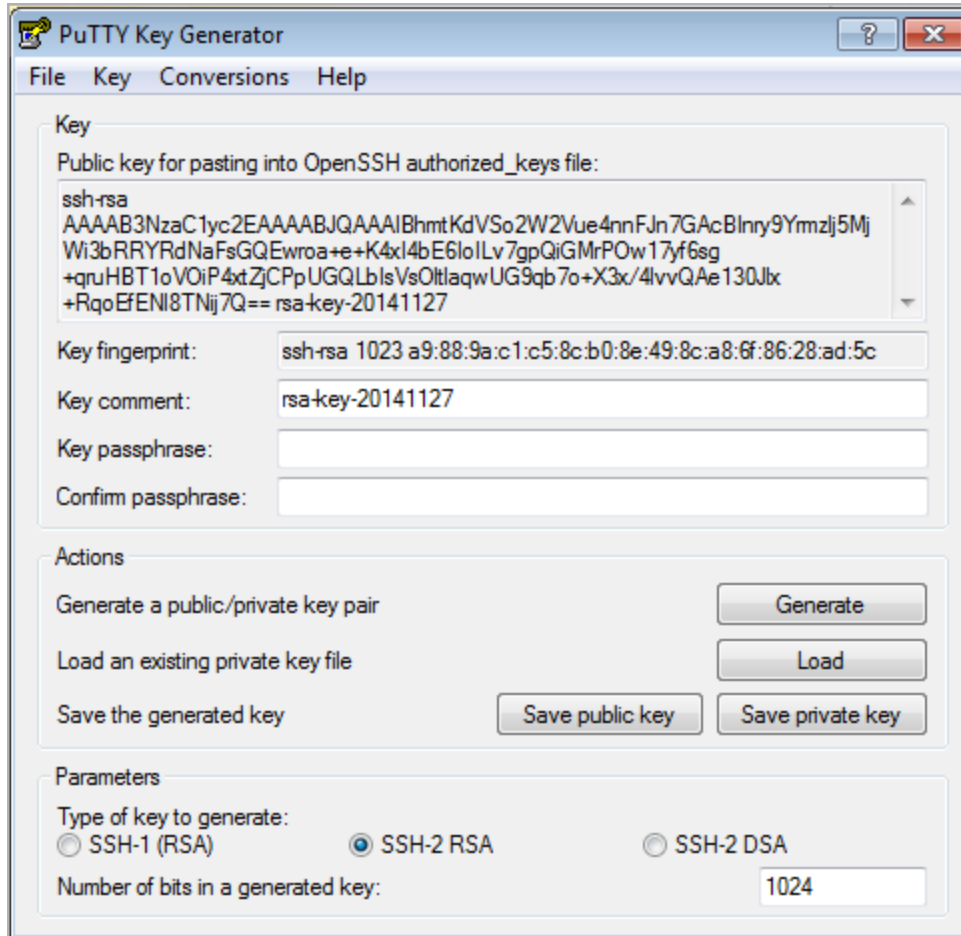 PuTTY Key Generator
File Key Conversions Help
Key
Public key for pasting into OpenSSH authorized_keys file:
ssh-rsa
AAAAB3NzaC1yc2EAAAABJQAAAIBhmtKdVSo2W2Vue4nnFJn7GAcBInry9Yrmzlj5Mj
Wi3bRRYRdNaFsGQEwroa+e+K4xI4bE6loILv7gpQiGMrPOw17yf6sg
+qruHBT1oVOiP4xtZjCPpUGQLbIsVsOltlaqwUG9qb7o+X3x/4lvvQAe130Jlx
+RqoEfENI8TNij7Q== rsa-key-20141127
Key fingerprint: ssh-rsa 1023 a9:88:9a:c1:c5:8c:b0:8e:49:8c:a8:6f:86:28:ad:5c
Key comment: rsa-key-20141127
Key passphrase:
Confirm passphrase:
Actions
Generate a public/private key pair Generate
Load an existing private key file Load
Save the generated key Save public key Save private key
Parameters
Type of key to generate:
SSH-1 (RSA) SSH-2 RSA SSH-2 DSA
Number of bits in a generated key: 1024